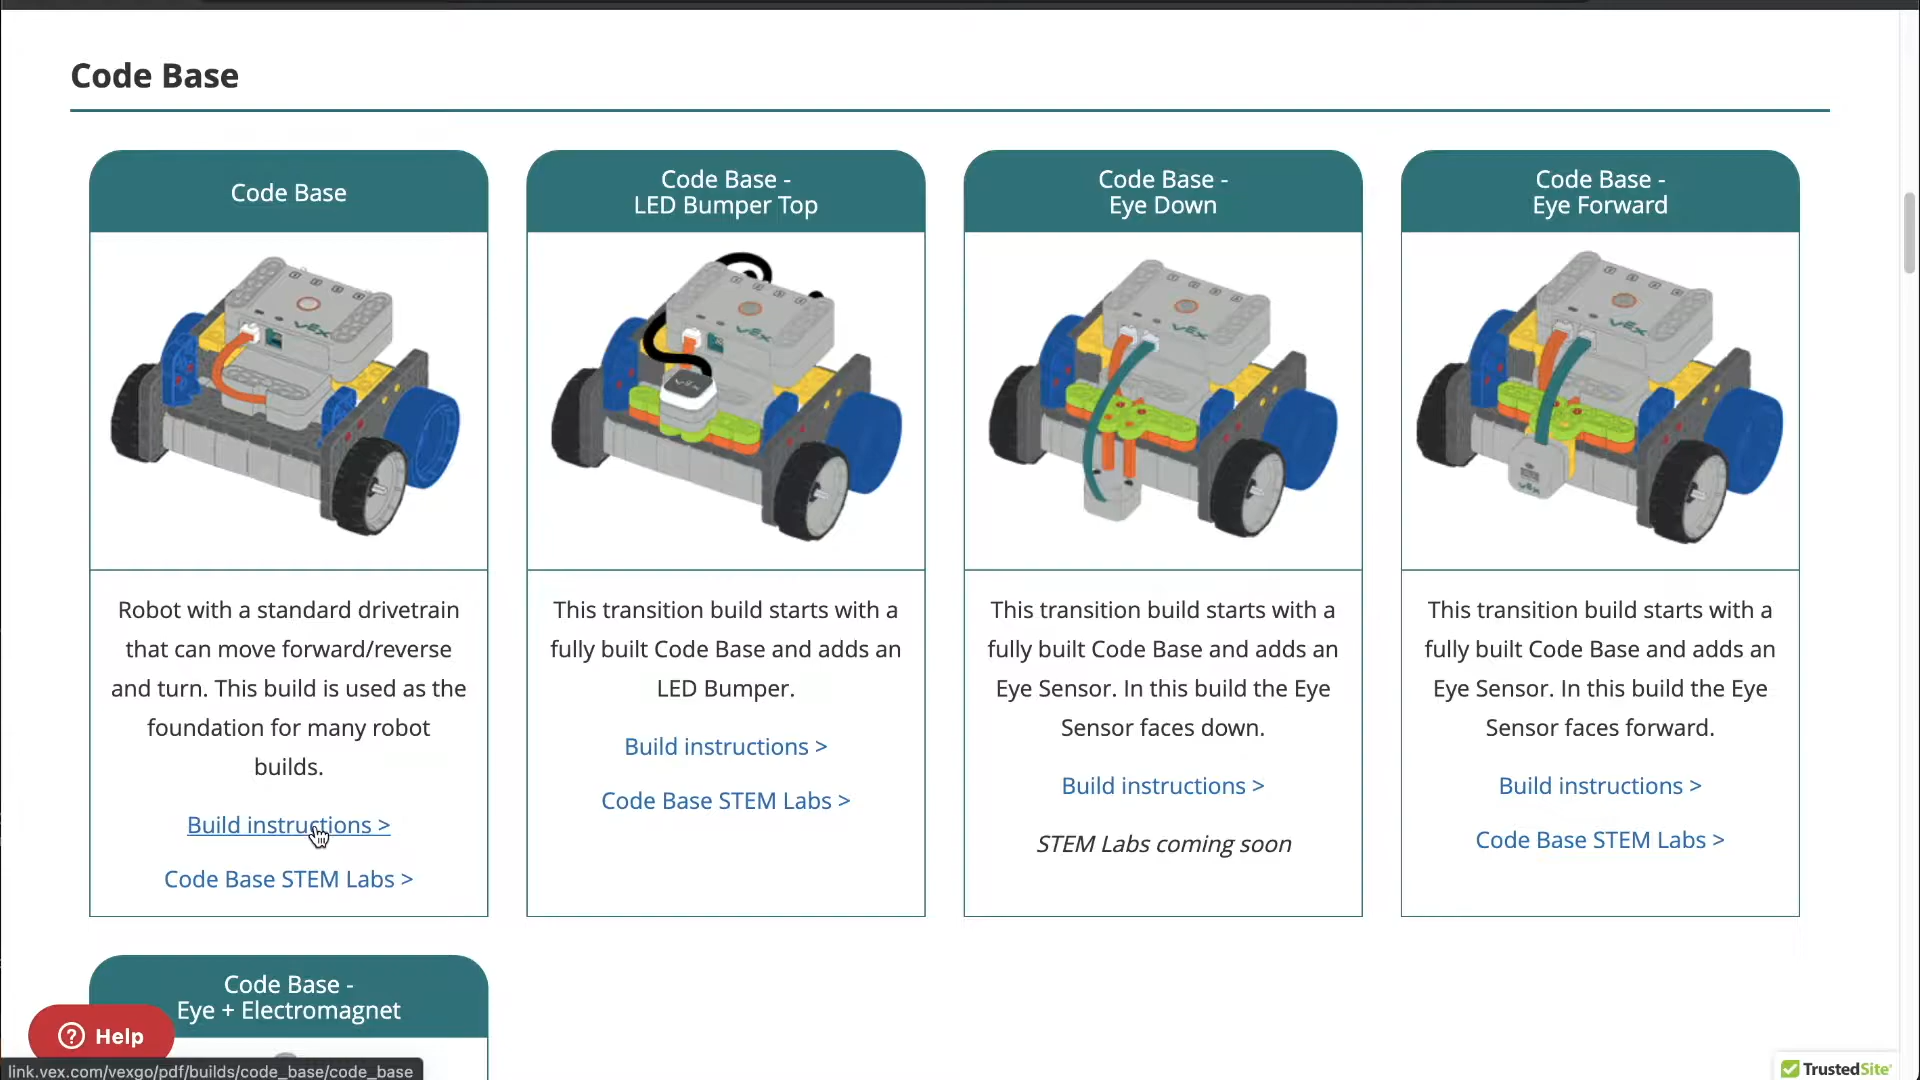 Code Base
Code Base
Code Base -
LED Bumper Top
Code Base -
Eye Down
Code Base -
Eye Forward
Robot with a standard drivetrain
that can move forward/reverse
and turn. This build is used as the
foundation for many robot
builds.
Build instructions >
Code Base STEM Labs >
This transition build starts with a
fully built Code Base and adds an
LED Bumper.
Build instructions >
Code Base STEM Labs >
This transition build starts with a
fully built Code Base and adds an
Eye Sensor. In this build the Eye
Sensor faces down.
Build instructions >
STEM Labs coming soon
This transition build starts with a
fully built Code Base and adds an
Eye Sensor. In this build the Eye
Sensor faces forward.
Build instructions >
Code Base STEM Labs >
Code Base -
Eye + Electromagnet
Help
link.vex.com/vexgo/pdf/builds/code_base/code_base
TrustedSite